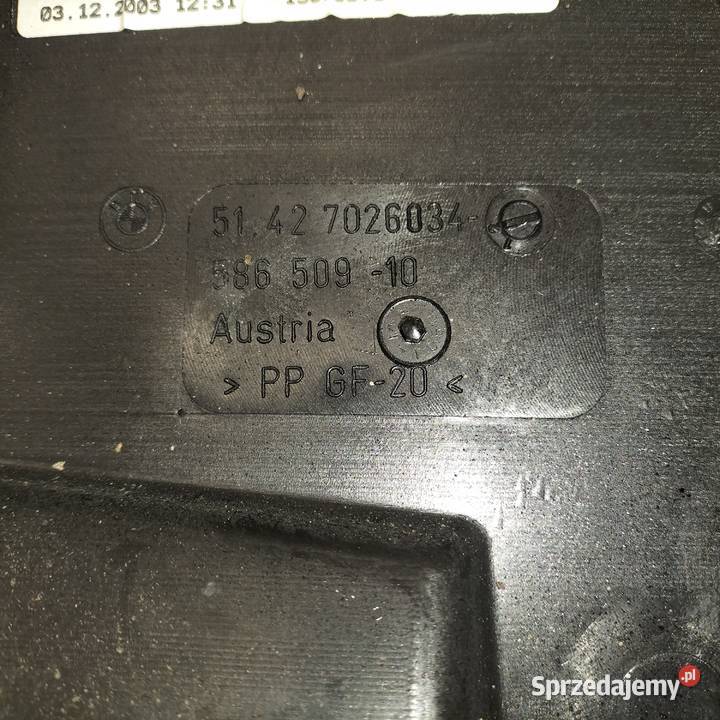 03.12.2003 12:31
51.42 7026034-
586 509 -10
Austria
> PP GF-20 <
Sprzedajemy.pl